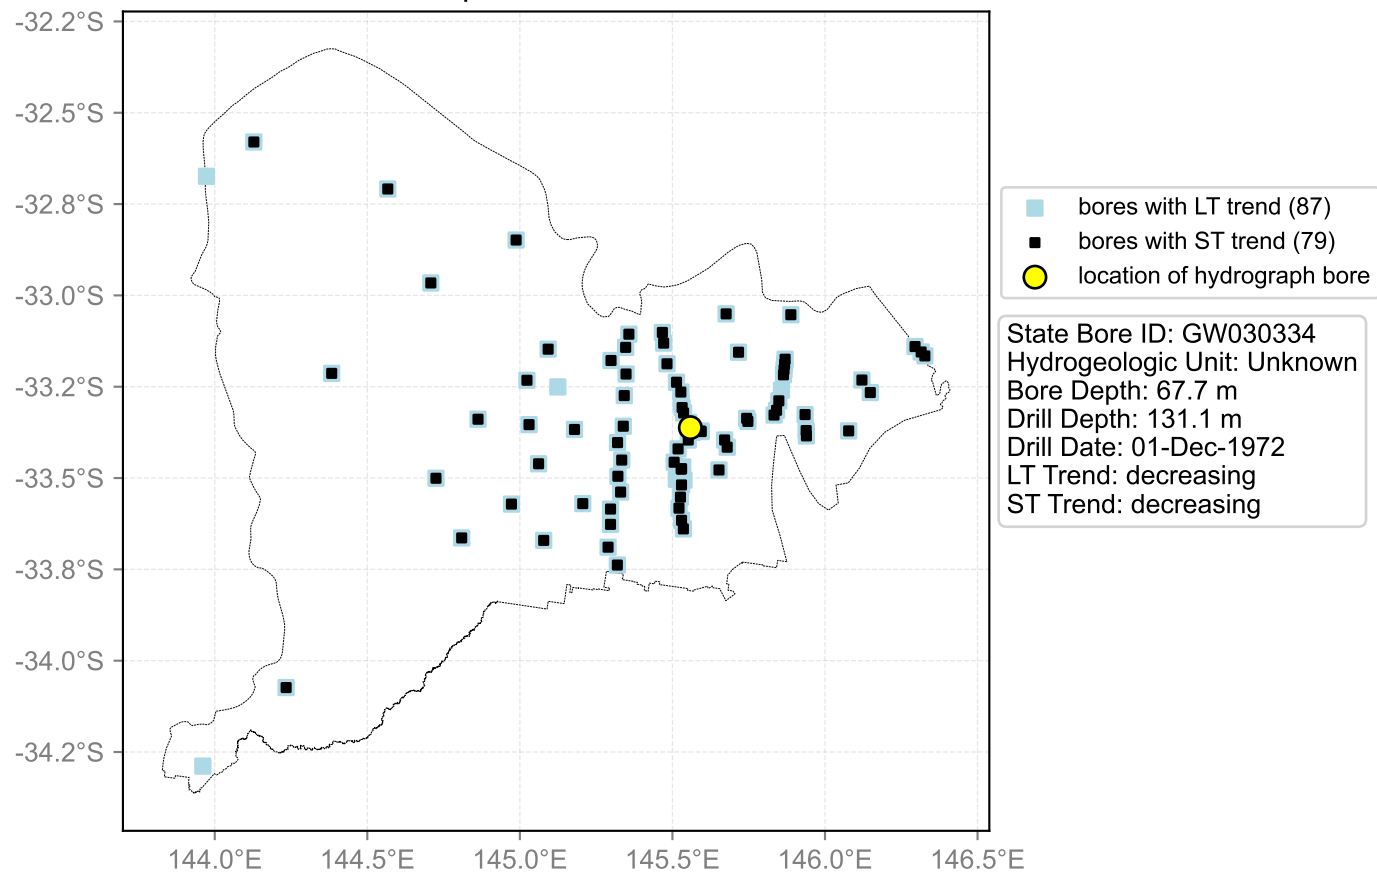 -32.2°S
-32.5°S
-32.8°S
-33.0°S
-33.2°S
-33.5°S
-33.8°S
-34.0°S
-34.2°S
144.0°E
144.5°E
145.0°E
145.5°E
146.0°E
146.5°E
bores with LT trend (87)
bores with ST trend (79)
location of hydrograph bore
State Bore ID: GW030334
Hydrogeologic Unit: Unknown
Bore Depth: 67.7 m
Drill Depth: 131.1 m
Drill Date: 01-Dec-1972
LT Trend: decreasing
ST Trend: decreasing